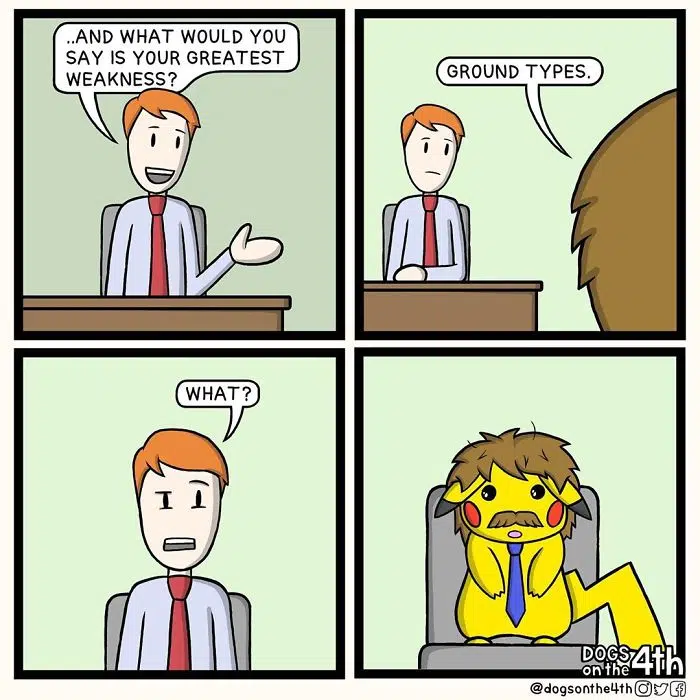 ..AND WHAT WOULD YOU
SAY IS YOUR GREATEST
WEAKNESS?
GROUND TYPES.
WHAT?
DOGS
on the
4th
@dogsonthe4th